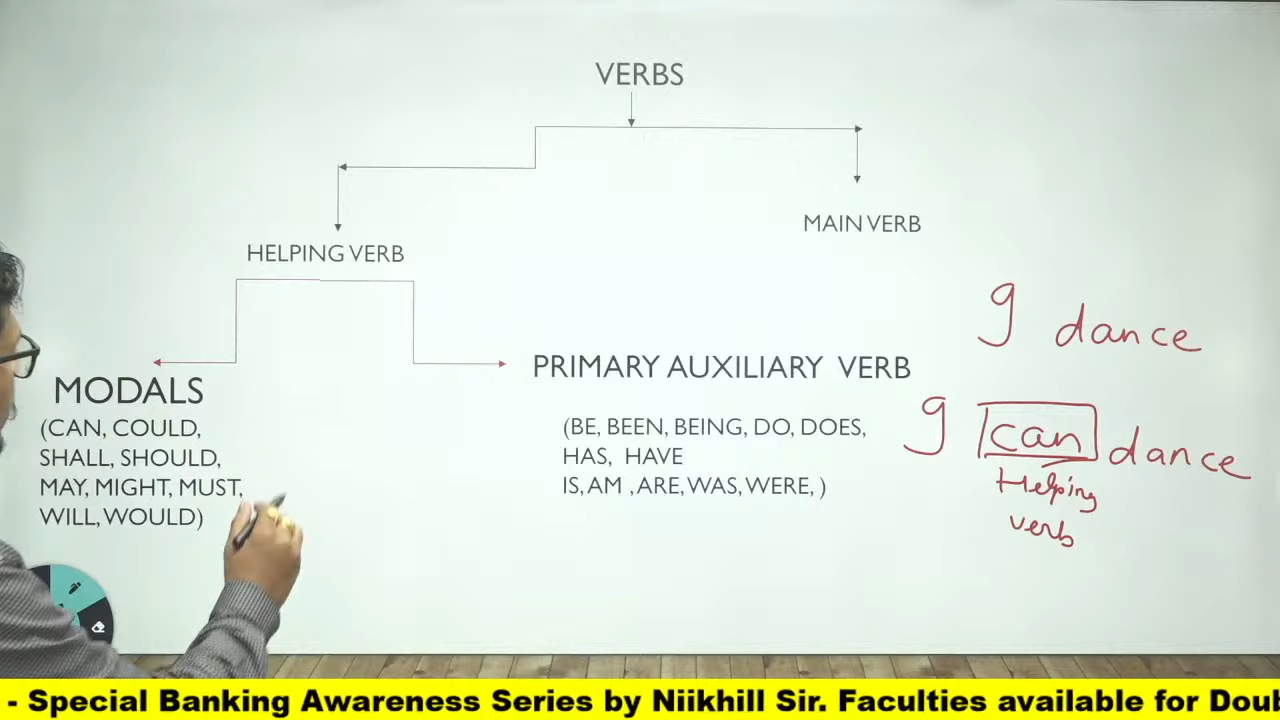 VERBS
MAIN VERB
HELPING VERB
MODALS
(CAN, COULD,
SHALL, SHOULD,
MAY, MIGHT, MUST,
WILL, WOULD)
PRIMARY AUXILIARY VERB
(BE, BEEN, BEING, DO, DOES,
HAS, HAVE
IS, AM , ARE, WAS, WERE, )
I dance
I can dance
Helping
verb
- Special Banking Awareness Series by Niikhill Sir. Faculties available for Doul